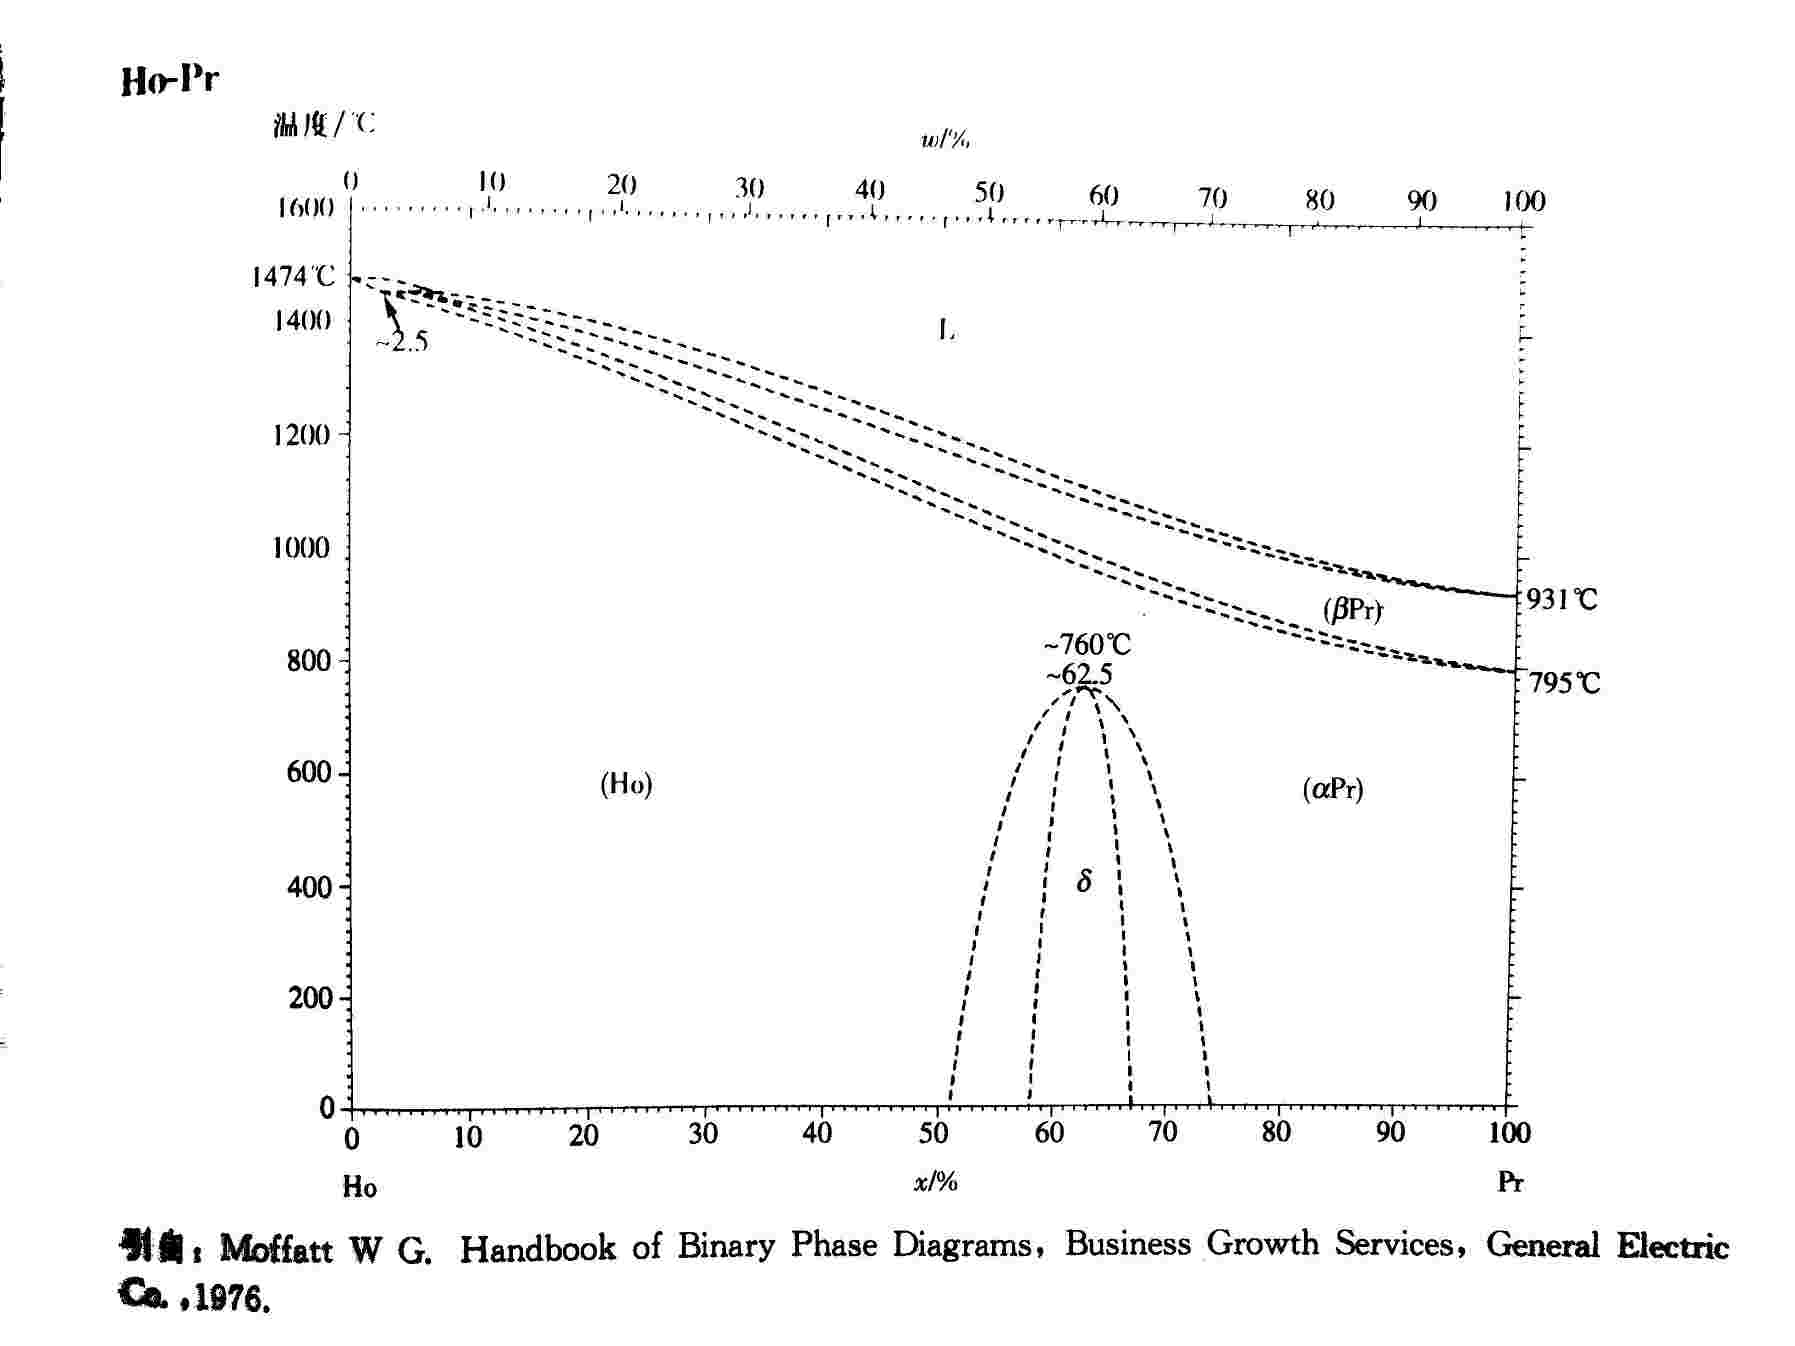 Ho-Pr
温度/℃
w/%
0 10 20 30 40 50 60 70 80 90 100
1600
1474℃
1400
~2.5
L
1200
1000
931℃
(βPr)
~760℃
800
~62.5
795℃
600
(Ho)
(αPr)
400
δ
200
0
0 10 20 30 40 50 60 70 80 90 100
Ho x/% Pr
引自：Moffatt W G. Handbook of Binary Phase Diagrams, Business Growth Services, General Electric
Co. ,1976.